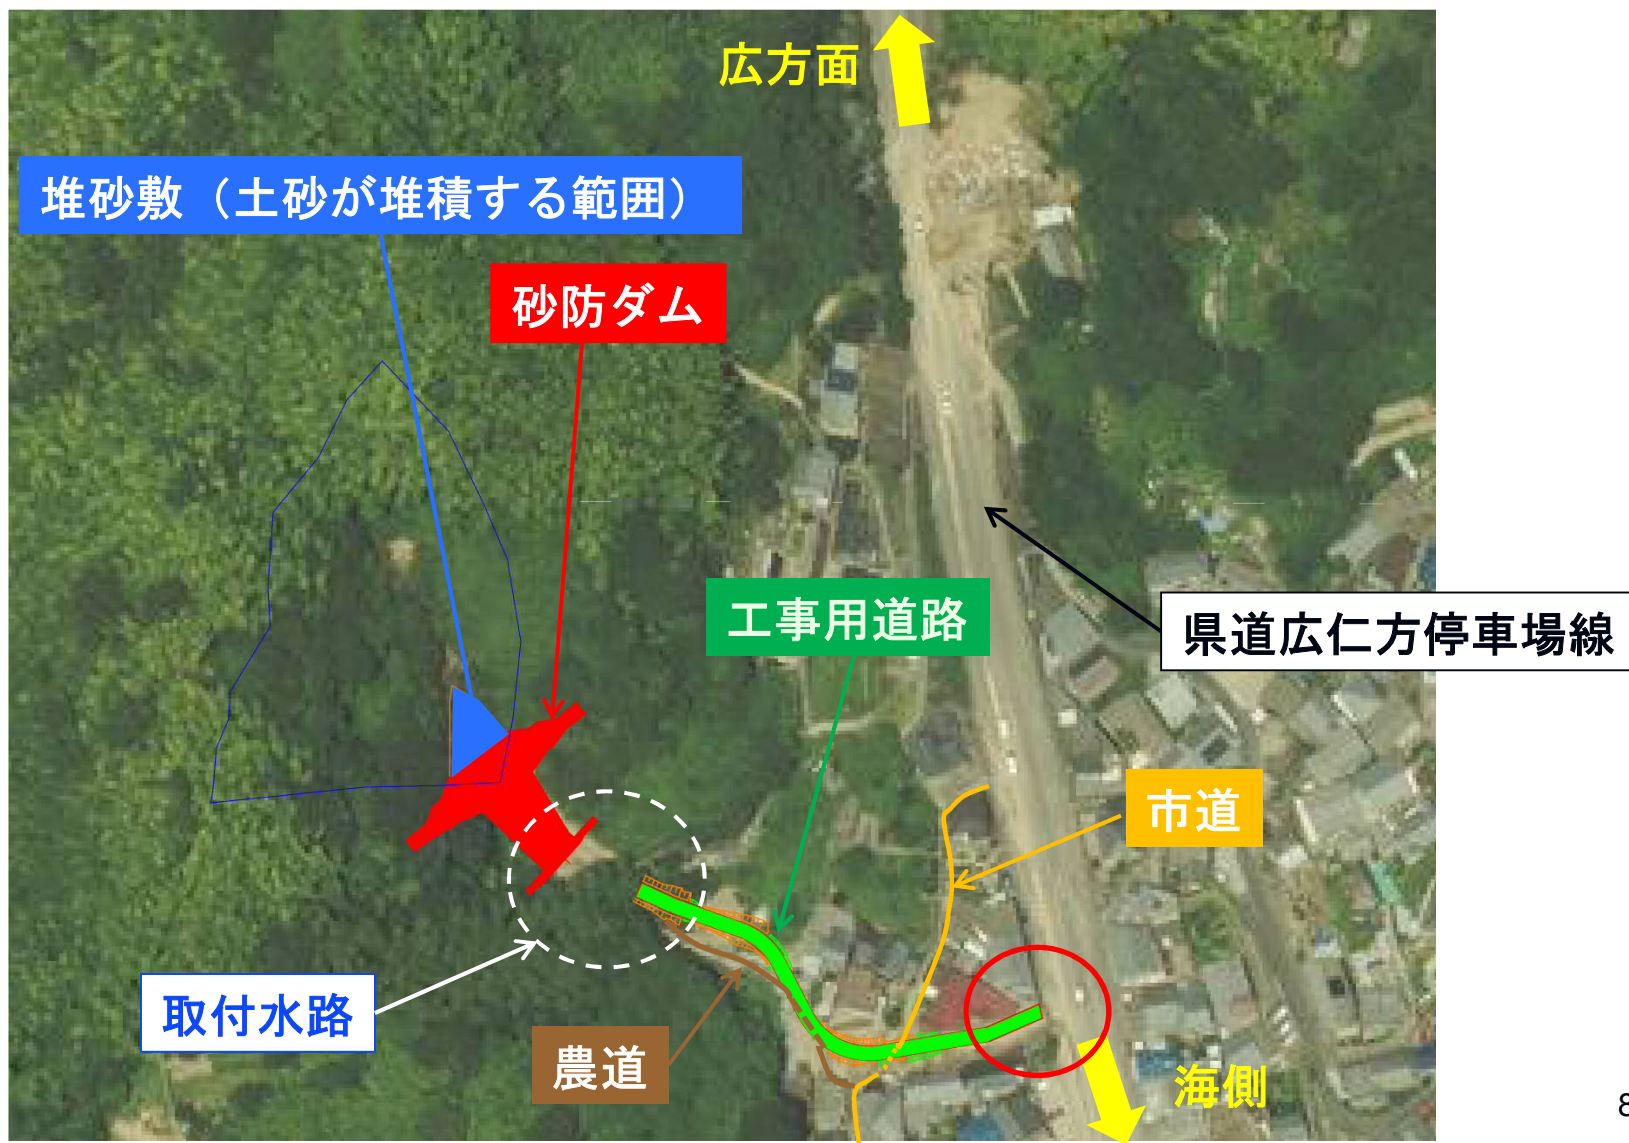 広方面
堆砂敷（土砂が堆積する範囲）
砂防ダム
工事用道路
県道広仁方停車場線
市道
取付水路
農道
海側
8